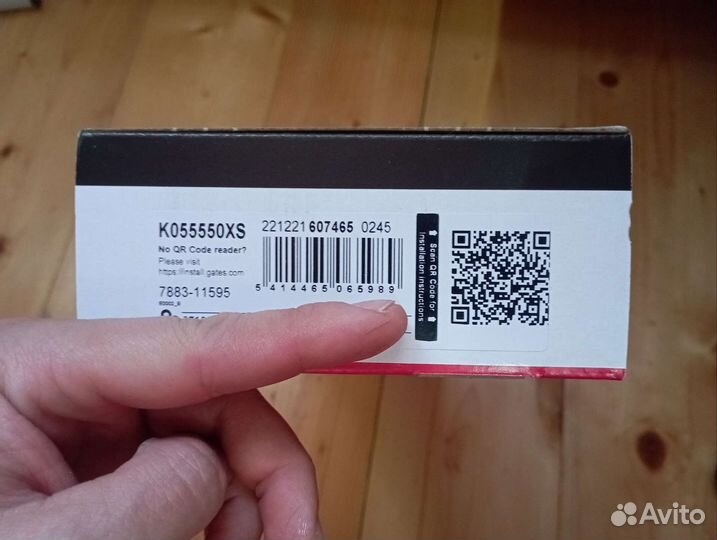 K055550XS
No QR Code reader?
Please visit
https://install.gates.com
7883-11595
221221 607465 0245
5 414465 065989
Scan QR Code for
Installation instructions
Avito